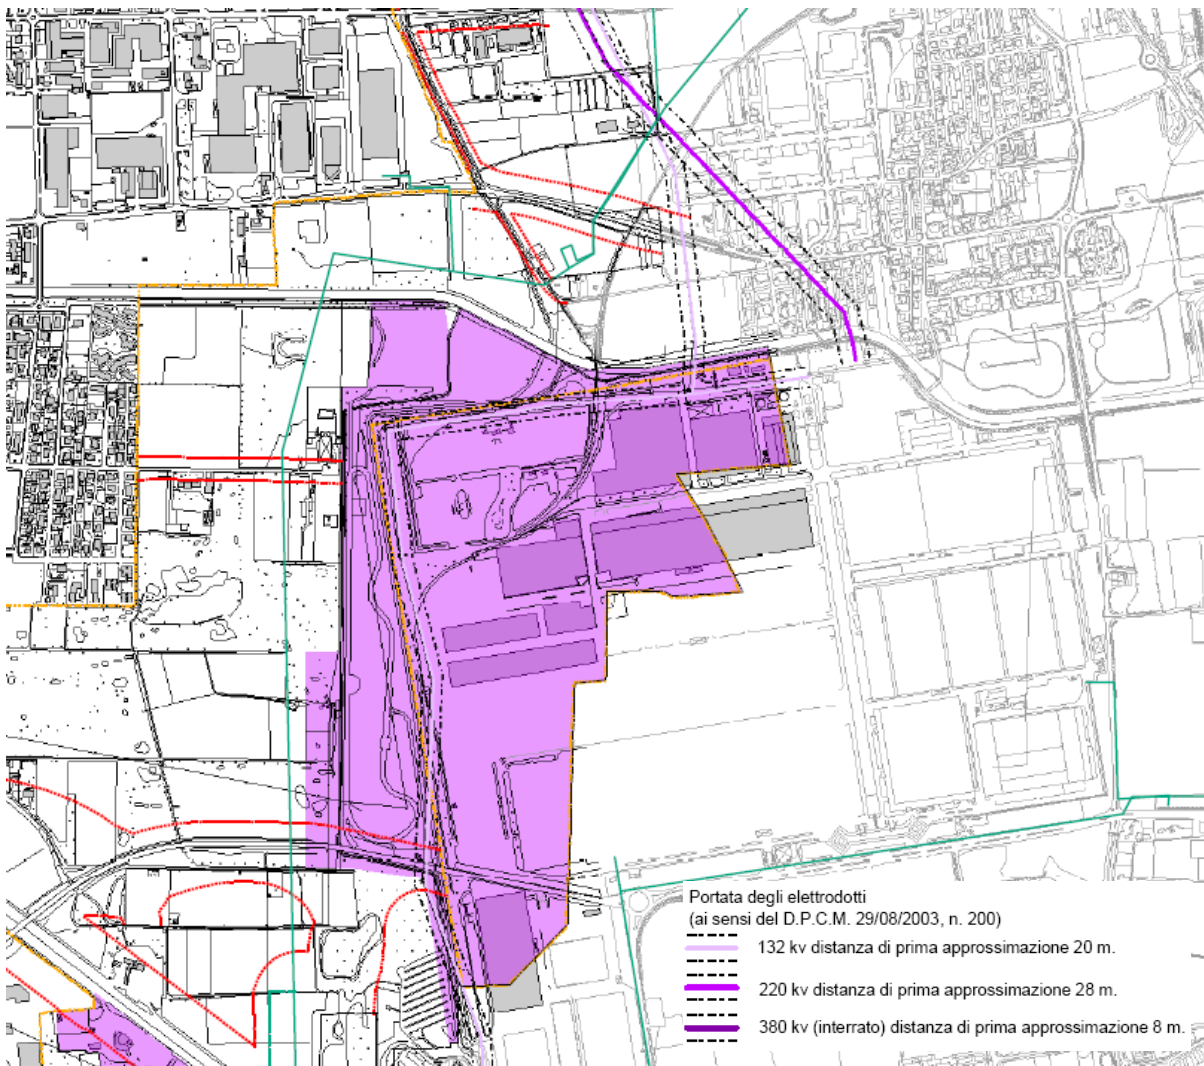 Portata degli elettrodotti
(ai sensi del D.P.C.M. 29/08/2003, n. 200)
132 kv distanza di prima approssimazione 20 m.
220 kv distanza di prima approssimazione 28 m.
380 kv (interrato) distanza di prima approssimazione 8 m.